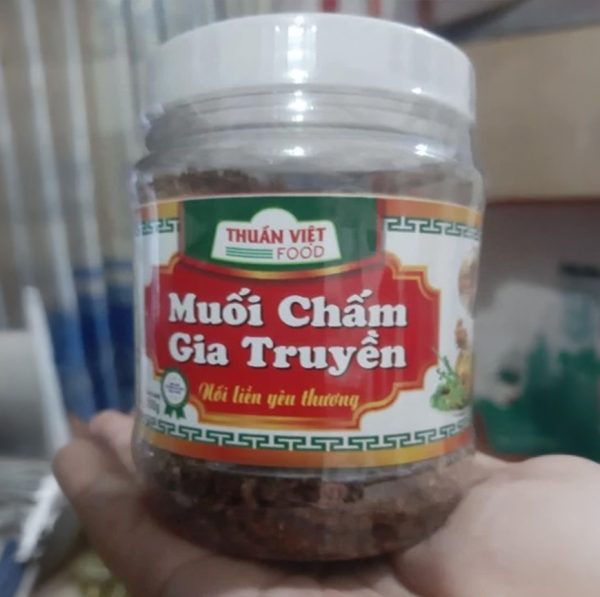 THUẦN VIỆT
FOOD
Muối Chấm
Gia Truyền
Nối liền yêu thương